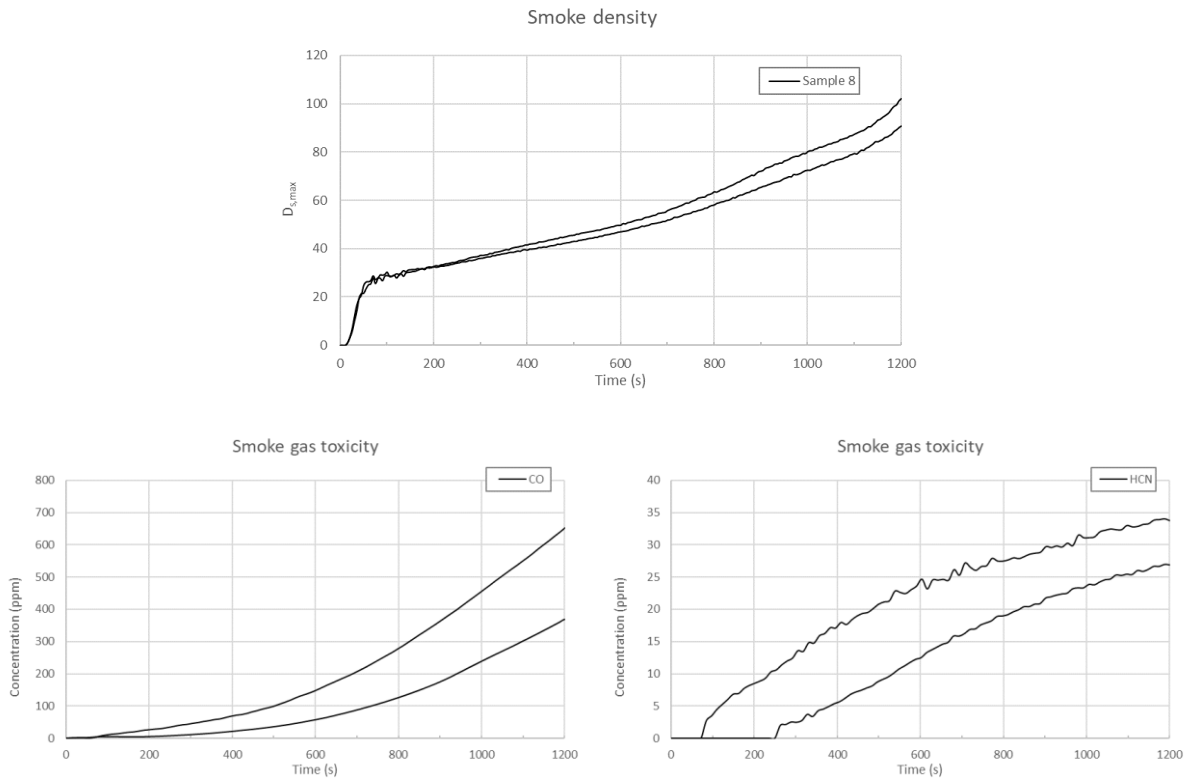 Smoke density
120
100
80
60
40
20
0
D s,max
Sample 8
0 200 400 600 800 1000 1200
Time (s)
Smoke gas toxicity
800
700
600
500
400
300
200
100
0
Concentration (ppm)
CO
0 200 400 600 800 1000 1200
Time (s)
Smoke gas toxicity
40
35
30
25
20
15
10
5
0
Concentration (ppm)
HCN
0 200 400 600 800 1000 1200
Time (s)